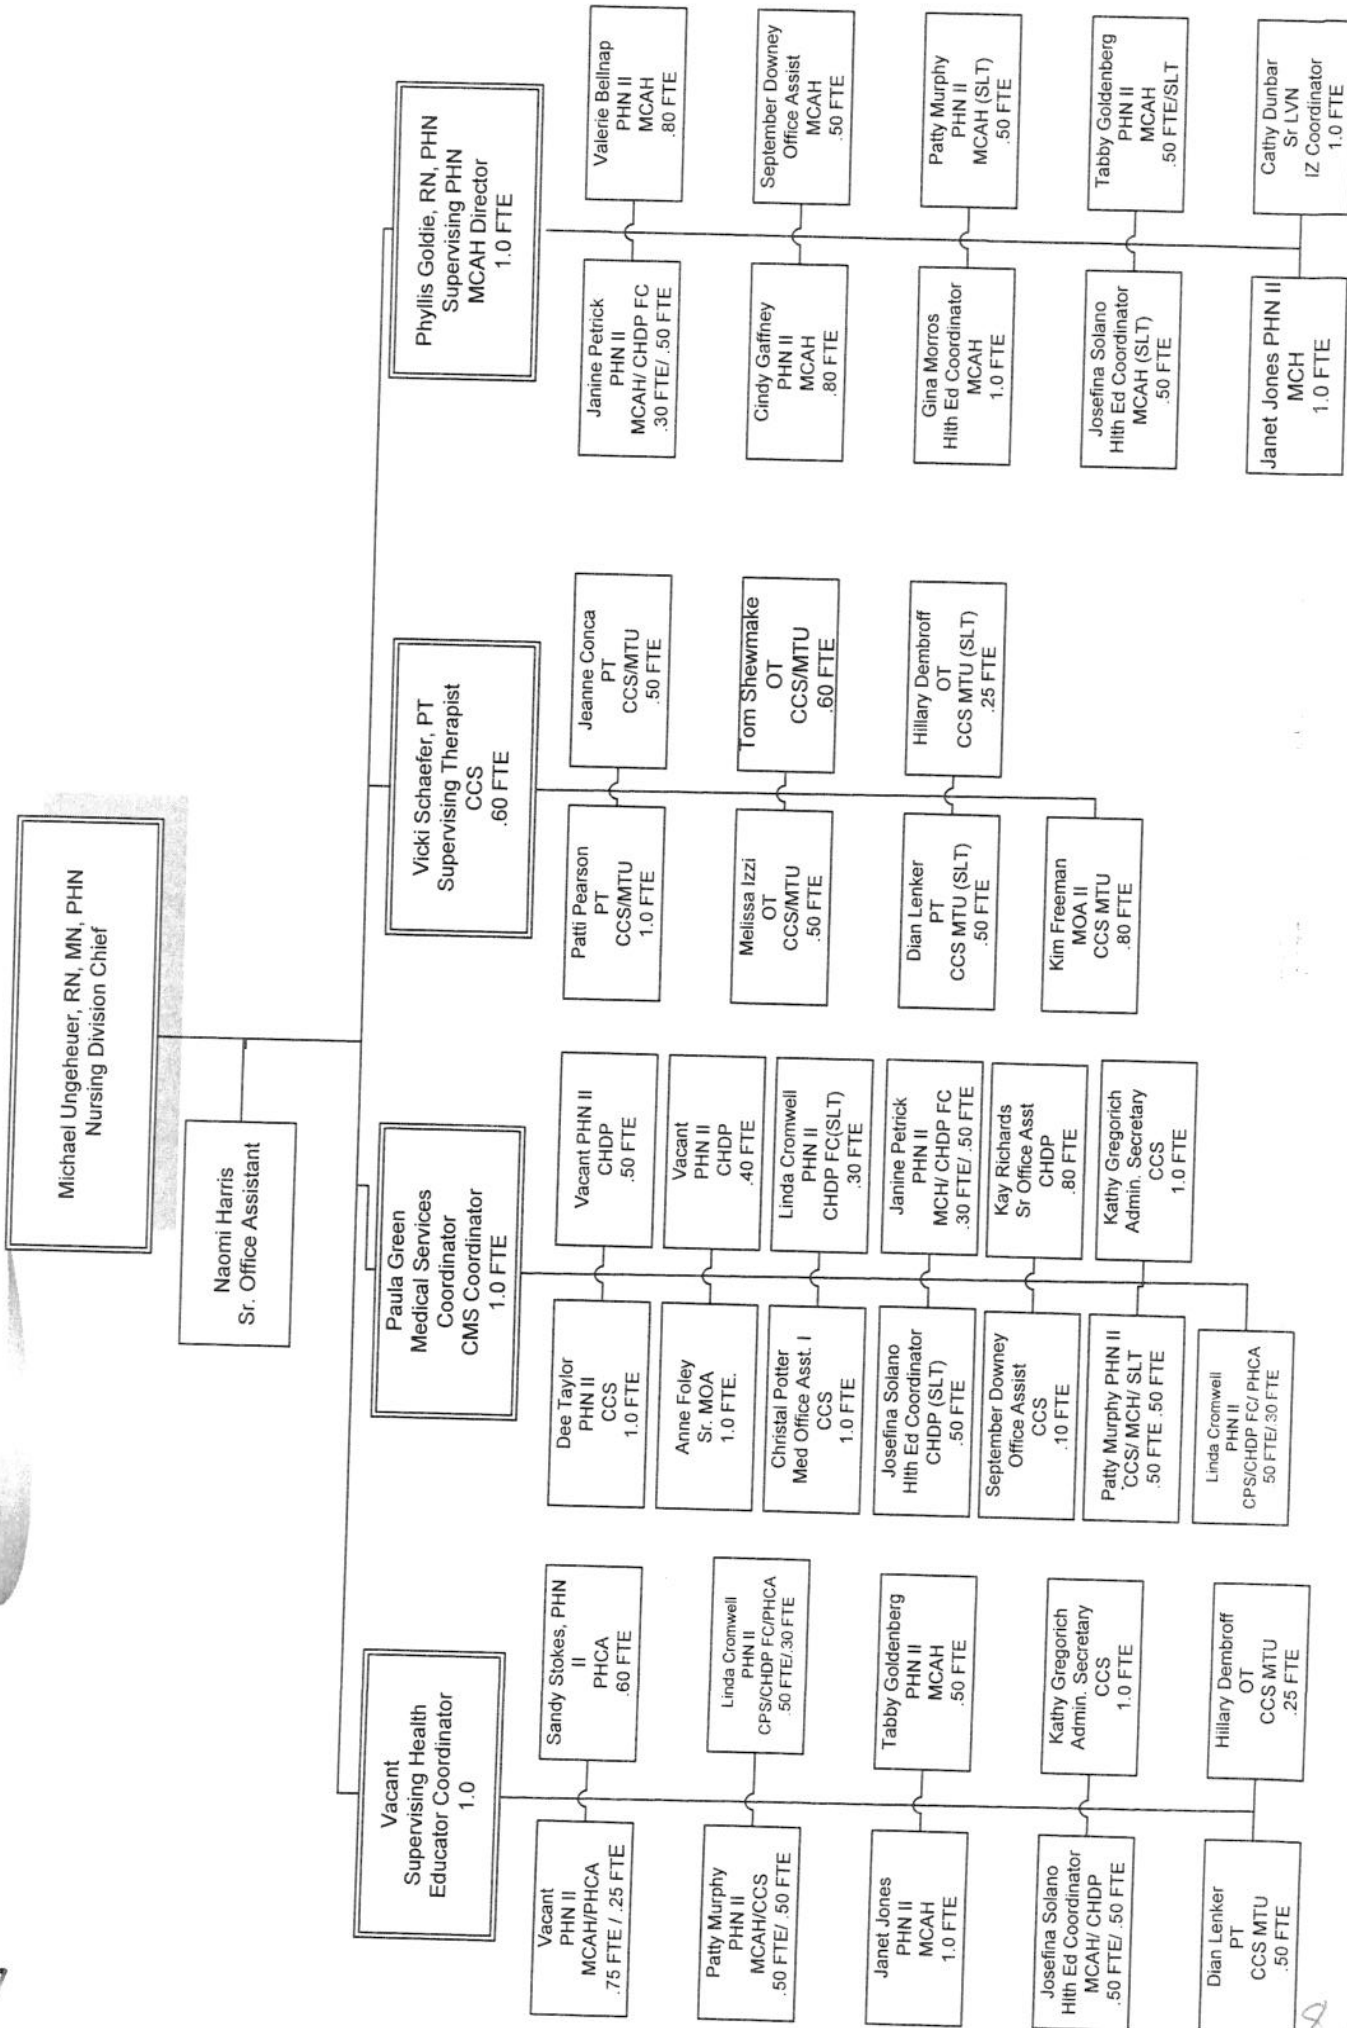 Michael Ungeheuer, RN, MN, PHN
Nursing Division Chief
Naomi Harris
Sr. Office Assistant
Vacant
Supervising Health
Educator Coordinator
1.0
Paula Green
Medical Services
Coordinator
CMS Coordinator
1.0 FTE
Vicki Schaefer, PT
Supervising Therapist
CCS
.60 FTE
Phyllis Goldie, RN, PHN
Supervising PHN
MCAH Director
1.0 FTE
Vacant
PHN II
MCAH/PHCA
.75 FTE / .25 FTE
Sandy Stokes, PHN
II
PHCA
.60 FTE
Patty Murphy
PHN II
MCAH/CCS
.50 FTE/ .50 FTE
Linda Cromwell
PHN II
CPS/CHDP FC/PHCA
.50 FTE/.30 FTE
Janet Jones
PHN II
MCAH
1.0 FTE
Tabby Goldenberg
PHN II
MCAH
.50 FTE
Josefina Solano
Hlth Ed Coordinator
MCAH/ CHDP
.50 FTE/ .50 FTE
Kathy Gregorich
Admin. Secretary
CCS
1.0 FTE
Dian Lenker
PT
CCS MTU
.50 FTE
Hillary Dembroff
OT
CCS MTU
.25 FTE
Dee Taylor
PHN II
CCS
1.0 FTE
Vacant PHN II
CHDP
.50 FTE
Anne Foley
Sr. MOA
1.0 FTE.
Vacant
PHN II
CHDP
.40 FTE
Christal Potter
Med Office Asst. I
CCS
1.0 FTE
Linda Cromwell
PHN II
CHDP FC(SLT)
.30 FTE
Josefina Solano
Hlth Ed Coordinator
CHDP (SLT)
.50 FTE
Janine Petrick
PHN II
MCH/ CHDP FC
.30 FTE/ .50 FTE
September Downey
Office Assist
CCS
.10 FTE
Kay Richards
Sr Office Asst
CHDP
.80 FTE
Patty Murphy PHN II
CCS/ MCH/ SLT
.50 FTE .50 FTE
Kathy Gregorich
Admin. Secretary
CCS
1.0 FTE
Linda Cromwell
PHN II
CPS/CHDP FC/ PHCA
50 FTE/.30 FTE
Patti Pearson
PT
CCS/MTU
1.0 FTE
Jeanne Conca
PT
CCS/MTU
.50 FTE
Melissa Izzi
OT
CCS/MTU
.50 FTE
Tom Shewmake
OT
CCS/MTU
.60 FTE
Dian Lenker
PT
CCS MTU (SLT)
.50 FTE
Hillary Dembroff
OT
CCS MTU (SLT)
.25 FTE
Kim Freeman
MOA II
CCS MTU
.80 FTE
Janine Petrick
PHN II
MCAH/ CHDP FC
.30 FTE/ .50 FTE
Valerie Bellnap
PHN II
MCAH
.80 FTE
Cindy Gaffney
PHN II
MCAH
.80 FTE
September Downey
Office Assist
MCAH
.50 FTE
Gina Morros
Hlth Ed Coordinator
MCAH
1.0 FTE
Patty Murphy
PHN II
MCAH (SLT)
.50 FTE
Josefina Solano
Hlth Ed Coordinator
MCAH (SLT)
.50 FTE
Tabby Goldenberg
PHN II
MCAH
.50 FTE/SLT
Janet Jones PHN II
MCH
1.0 FTE
Cathy Dunbar
Sr LVN
IZ Coordinator
1.0 FTE